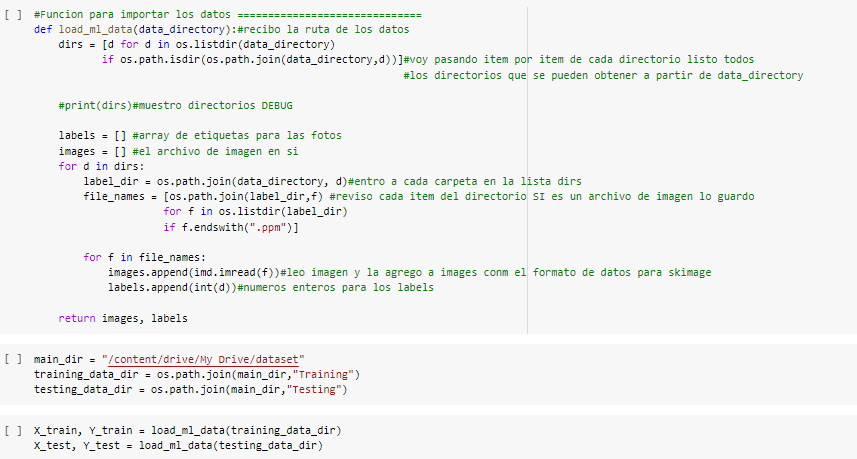 [ ] #Funcion para importar los datos ==============================
def load_ml_data(data_directory):#recibo la ruta de los datos
    dirs = [d for d in os.listdir(data_directory)
           if os.path.isdir(os.path.join(data_directory,d))]#voy pasando item por item de cada directorio listo todos
                                                            #los directorios que se pueden obtener a partir de data_directory
    #print(dirs)#muestro directorios DEBUG
    labels = [] #array de etiquetas para las fotos
    images = [] #el archivo de imagen en si
    for d in dirs:
        label_dir = os.path.join(data_directory, d)#entro a cada carpeta en la lista dirs
        file_names = [os.path.join(label_dir,f) #reviso cada item del directorio SI es un archivo de imagen lo guardo
                     for f in os.listdir(label_dir)
                     if f.endswith(".ppm")]
        for f in file_names:
            images.append(imd.imread(f))#leo imagen y la agrego a images conm el formato de datos para skimage
            labels.append(int(d))#numeros enteros para los labels
    return images, labels
[ ] main_dir = "/content/drive/My Drive/dataset"
training_data_dir = os.path.join(main_dir,"Training")
testing_data_dir = os.path.join(main_dir,"Testing")
[ ] X_train, Y_train = load_ml_data(training_data_dir)
X_test, Y_test = load_ml_data(testing_data_dir)